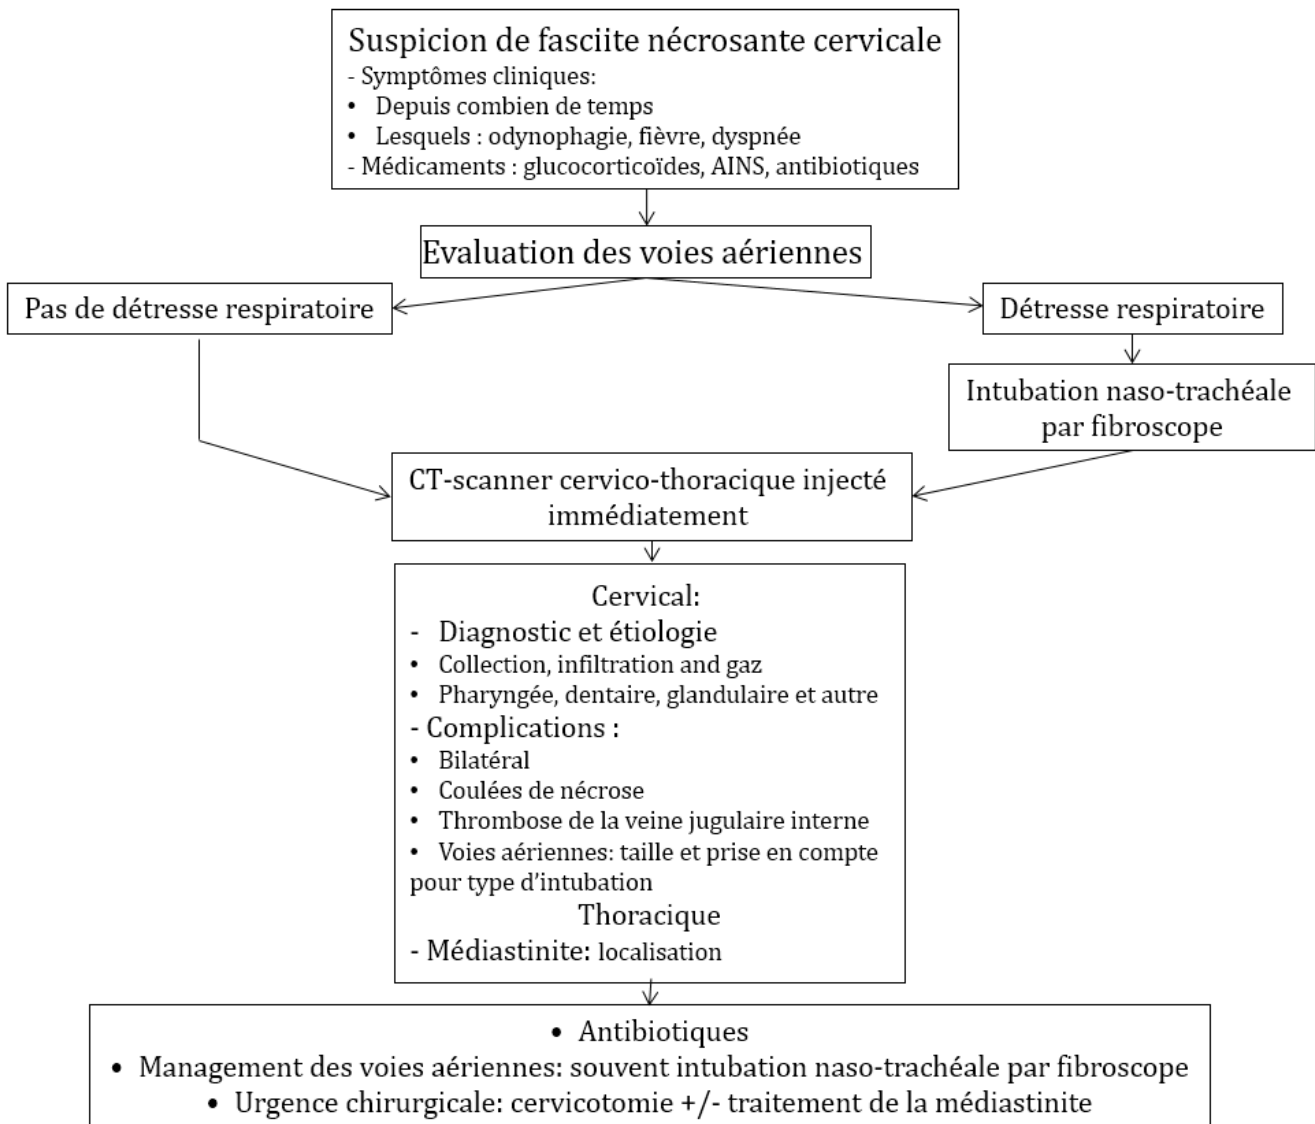 Suspicion de fasciite nécrosante cervicale
- Symptômes cliniques:
• Depuis combien de temps
• Lesquels : odynophagie, fièvre, dyspnée
- Médicaments : glucocorticoïdes, AINS, antibiotiques
Evaluation des voies aériennes
Pas de détresse respiratoire
Détresse respiratoire
Intubation naso-trachéale
par fibroscope
CT-scanner cervico-thoracique injecté
immédiatement
Cervical:
- Diagnostic et étiologie
• Collection, infiltration and gaz
• Pharyngée, dentaire, glandulaire et autre
- Complications :
• Bilatéral
• Coulées de nécrose
• Thrombose de la veine jugulaire interne
• Voies aériennes: taille et prise en compte
pour type d'intubation
Thoracique
- Médiastinite: localisation
• Antibiotiques
• Management des voies aériennes: souvent intubation naso-trachéale par fibroscope
• Urgence chirurgicale: cervicotomie +/- traitement de la médiastinite